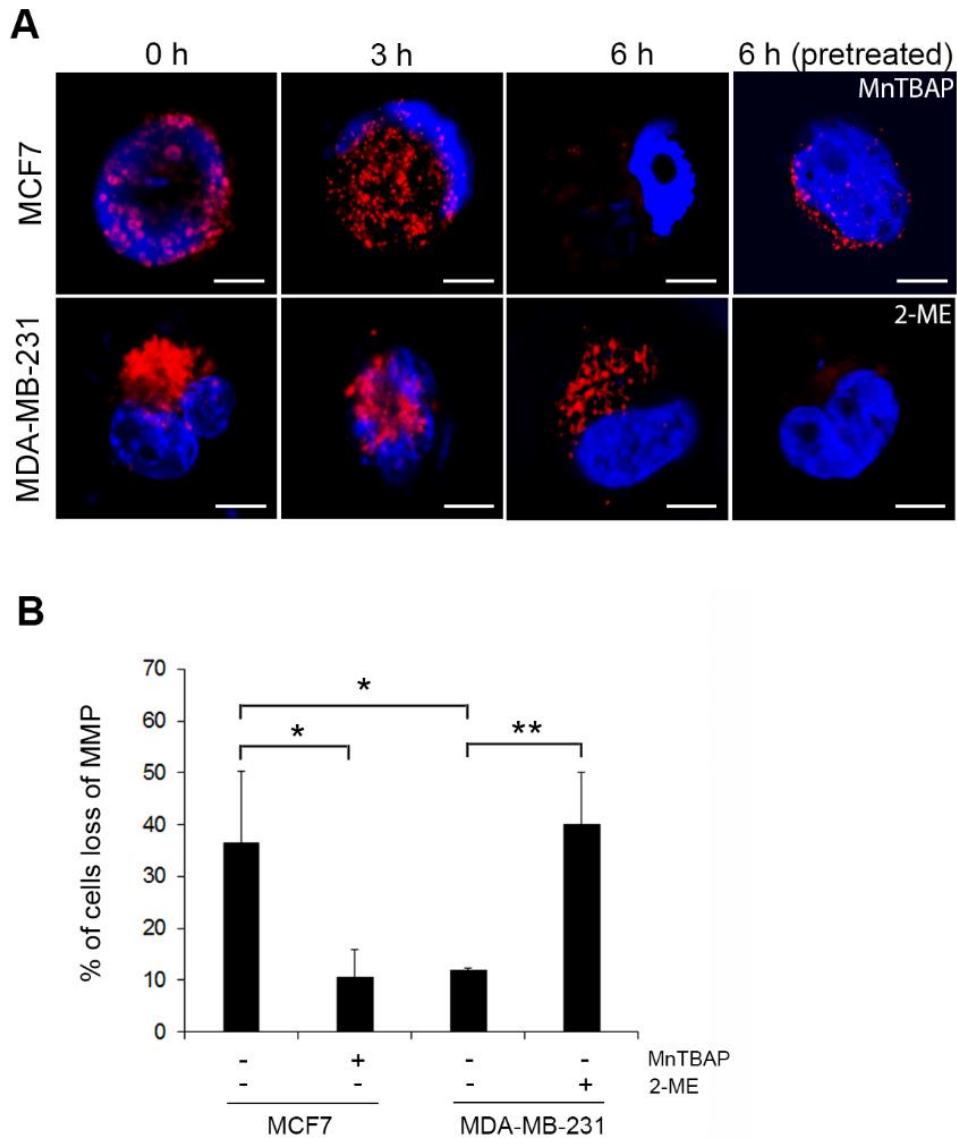 A
0 h 3 h 6 h 6 h (pretreated)
MCF7
MnTBAP
MDA-MB-231
2-ME
B
% of cells loss of MMP
70
60
50
40
30
20
10
0
*
*
**
- + - - MnTBAP
- - - + 2-ME
MCF7 MDA-MB-231